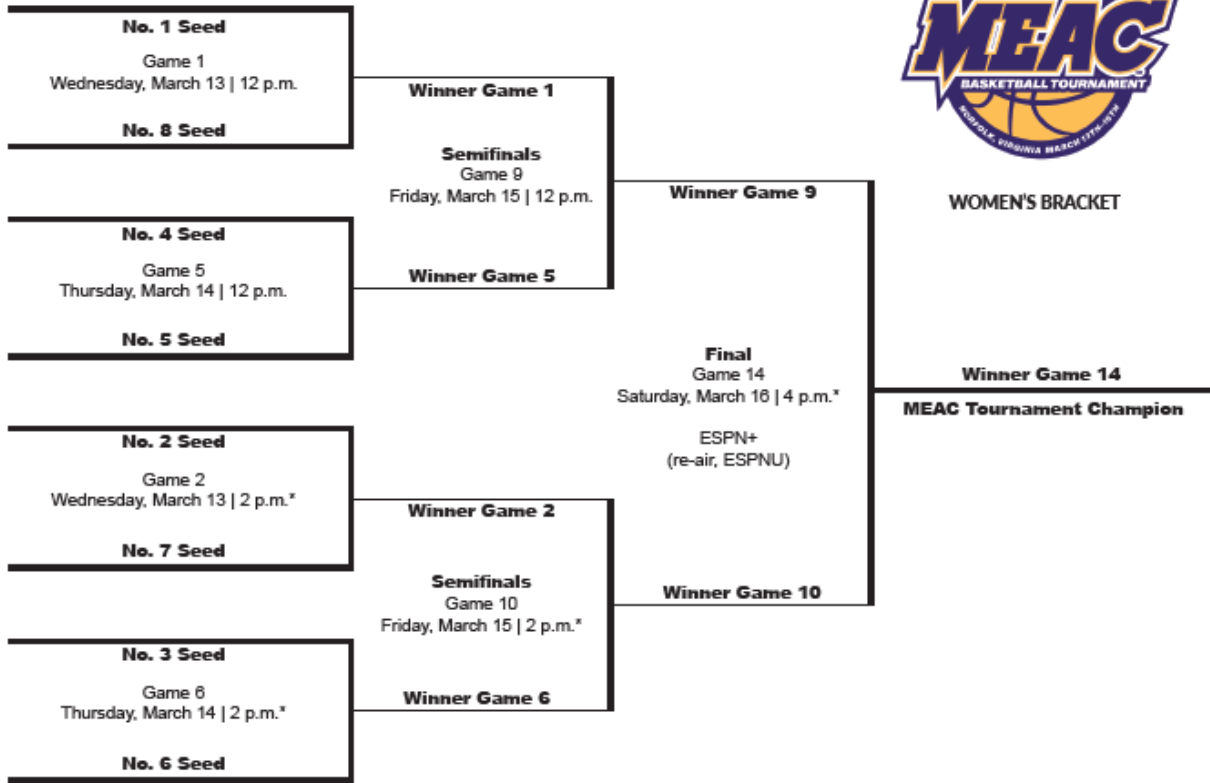 No. 1 Seed
Game 1
Wednesday, March 13 | 12 p.m.
No. 8 Seed
No. 4 Seed
Game 5
Thursday, March 14 | 12 p.m.
No. 5 Seed
No. 2 Seed
Game 2
Wednesday, March 13 | 2 p.m.*
No. 7 Seed
No. 3 Seed
Game 6
Thursday, March 14 | 2 p.m.*
No. 6 Seed
Winner Game 1
Semifinals
Game 9
Friday, March 15 | 12 p.m.
Winner Game 5
Winner Game 2
Semifinals
Game 10
Friday, March 15 | 2 p.m.*
Winner Game 6
Winner Game 9
Final
Game 14
Saturday, March 16 | 4 p.m.*
ESPN+
(re-air, ESPNU)
Winner Game 10
MEAC
BASKETBALL TOURNAMENT
NORFOLK, VIRGINIA MARCH
WOMEN'S BRACKET
Winner Game 14
MEAC Tournament Champion